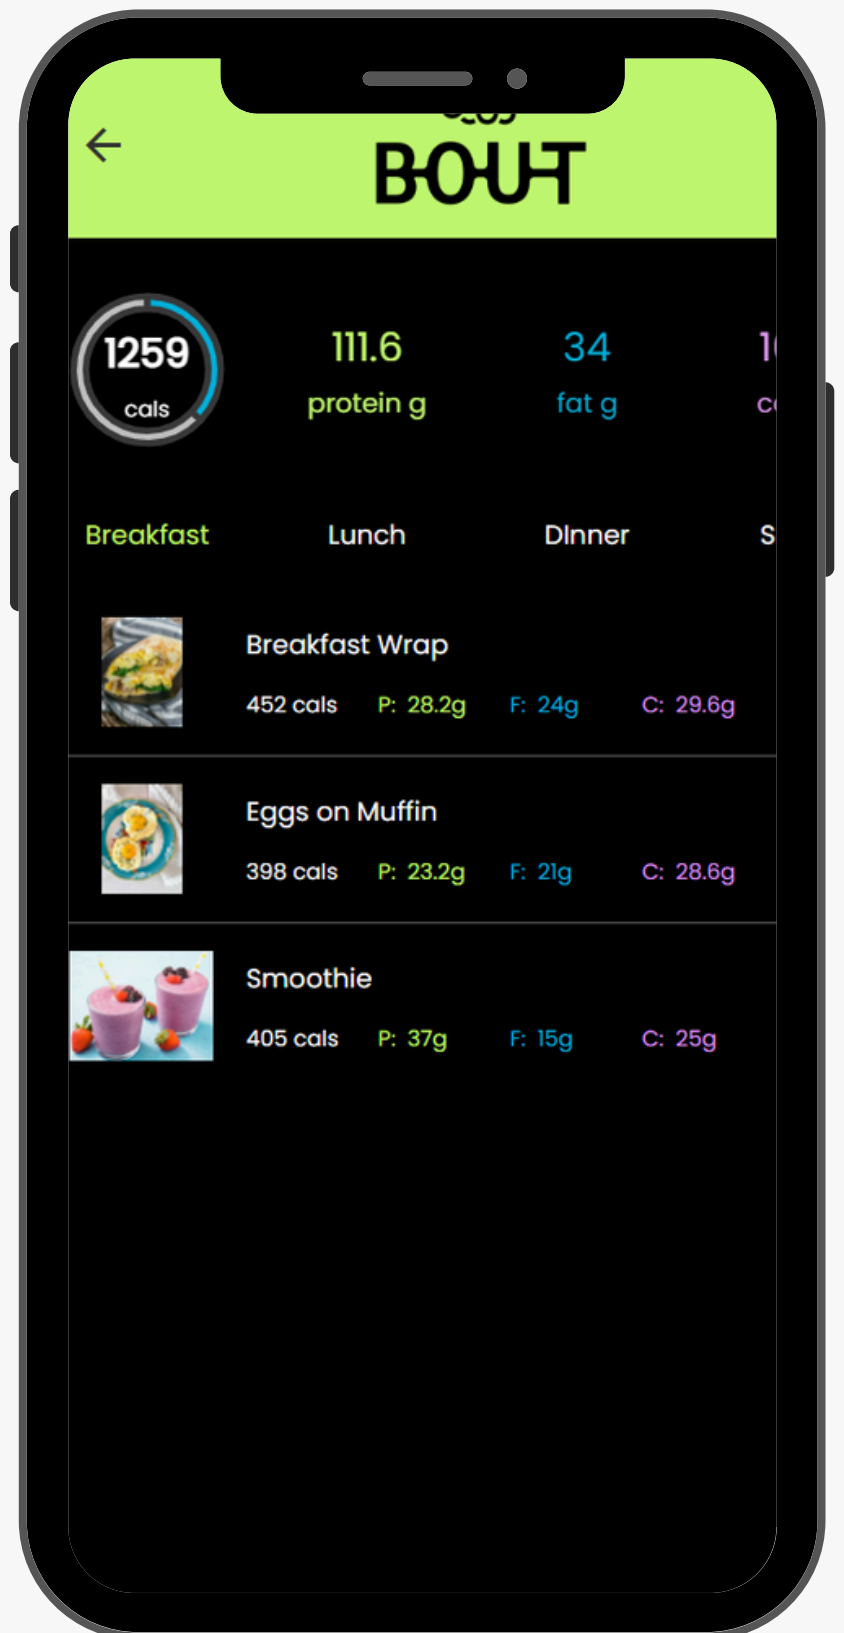 BOUT
1259
cals
111.6
protein g
34
fat g
Breakfast
Lunch
DInner
Breakfast Wrap
452 cals P: 28.2g F: 24g C: 29.6g
Eggs on Muffin
398 cals P: 23.2g F: 21g C: 28.6g
Smoothie
405 cals P: 37g F: 15g C: 25g